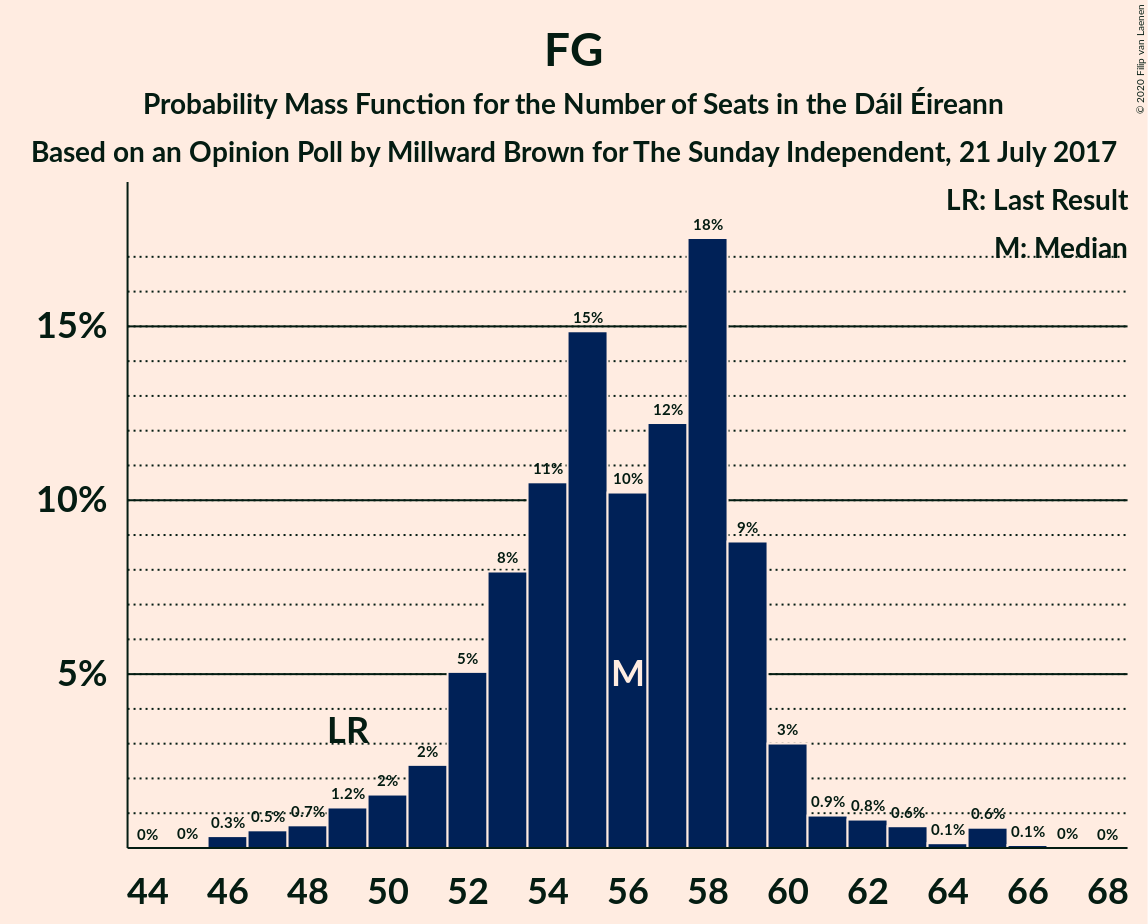 FG
Probability Mass Function for the Number of Seats in the Dáil Éireann
Based on an Opinion Poll by Millward Brown for The Sunday Independent, 21 July 2017
© 2020 Filip van Laenen
LR: Last Result
M: Median
15%
10%
5%
0% 0% 0.3% 0.5% 0.7% 1.2% 2% 2% 5% 8% 11% 15% 10% 12% 18% 9% 3% 0.9% 0.8% 0.6% 0.1% 0.6% 0.1% 0% 0%
LR
M
44 46 48 50 52 54 56 58 60 62 64 66 68